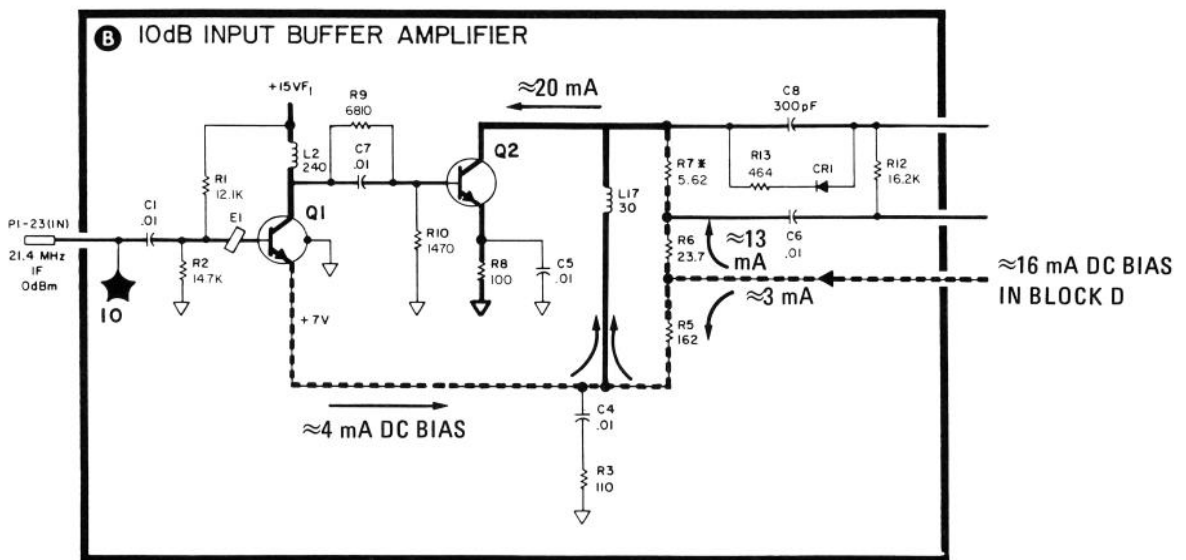 B 10dB INPUT BUFFER AMPLIFIER
+15VF1
R9
6810
≈20 mA
C8
300pF
L2
240
C7
.01
Q2
R1
12.1K
R7*
5.62
R13
464
CR1
R12
16.2K
L17
30
P1-23(IN)
C1
.01
E1
Q1
21.4 MHz
IF
0dBm
R2
14.7K
R10
1470
R8
100
C5
.01
R6
23.7
≈13
mA
C6
.01
≈16 mA DC BIAS
IN BLOCK D
10
+7V
≈3 mA
R5
162
≈4 mA DC BIAS
C4
.01
R3
110